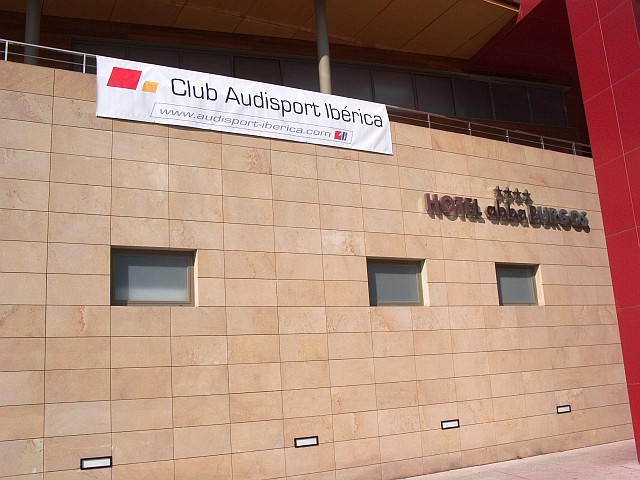 Club Audisport Ibérica
www.audisport-iberica.com
HOTEL abba BURGOS